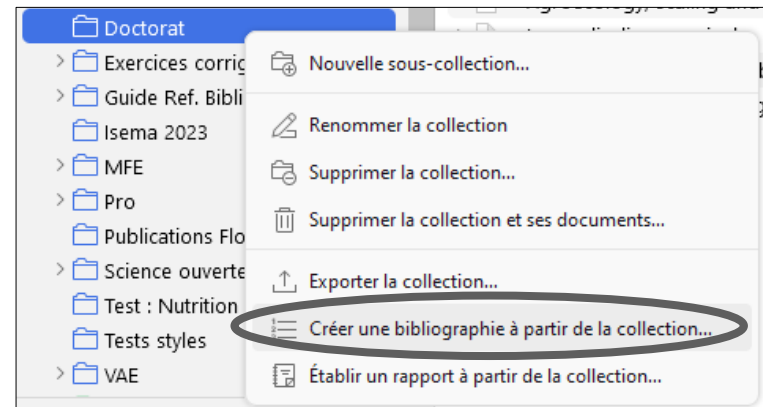 Doctorat
Exercices corrig
Guide Ref. Bibli
Isema 2023
MFE
Pro
Publications Flo
Science ouverte
Test : Nutrition
Tests styles
VAE
Nouvelle sous-collection...
Renommer la collection
Supprimer la collection...
Supprimer la collection et ses documents...
Exporter la collection...
Créer une bibliographie à partir de la collection...
Établir un rapport à partir de la collection...